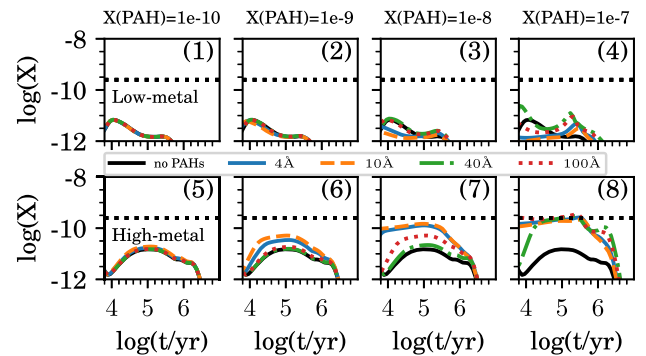 X(PAH)=1e-10 X(PAH)=1e-9 X(PAH)=1e-8 X(PAH)=1e-7
-8 (1) (2) (3) (4)
log(X)
-10
Low-metal
-12
no PAHs 4Å 10Å 40Å 100Å
-8 (5) (6) (7) (8)
log(X)
-10
High-metal
-12
4 5 6 4 5 6 4 5 6 4 5 6
log(t/yr) log(t/yr) log(t/yr) log(t/yr)